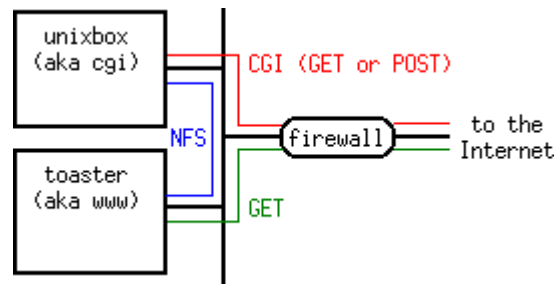 unixbox
(aka cgi)
CGI (GET or POST)
NFS
firewall
to the
Internet
toaster
(aka www)
GET